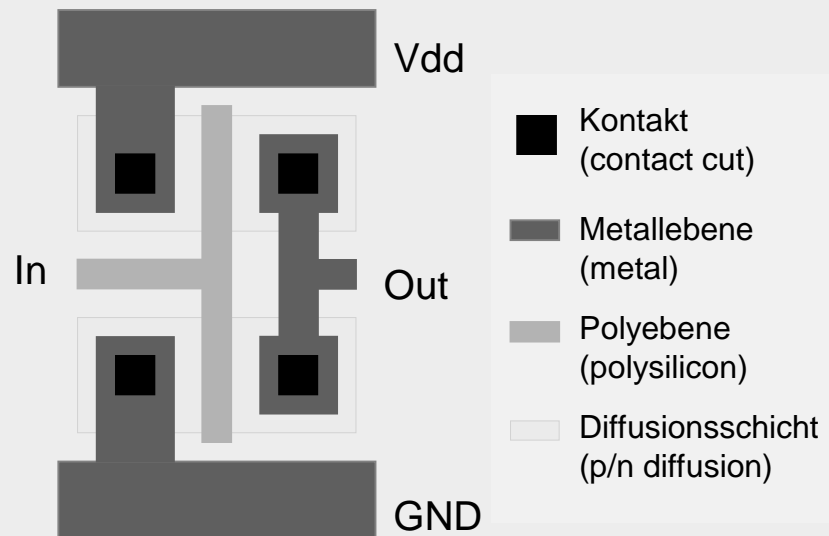 Vdd
In
Out
GND
Kontakt
(contact cut)
Metallebene
(metal)
Polyebene
(polysilicon)
Diffusionsschicht
(p/n diffusion)